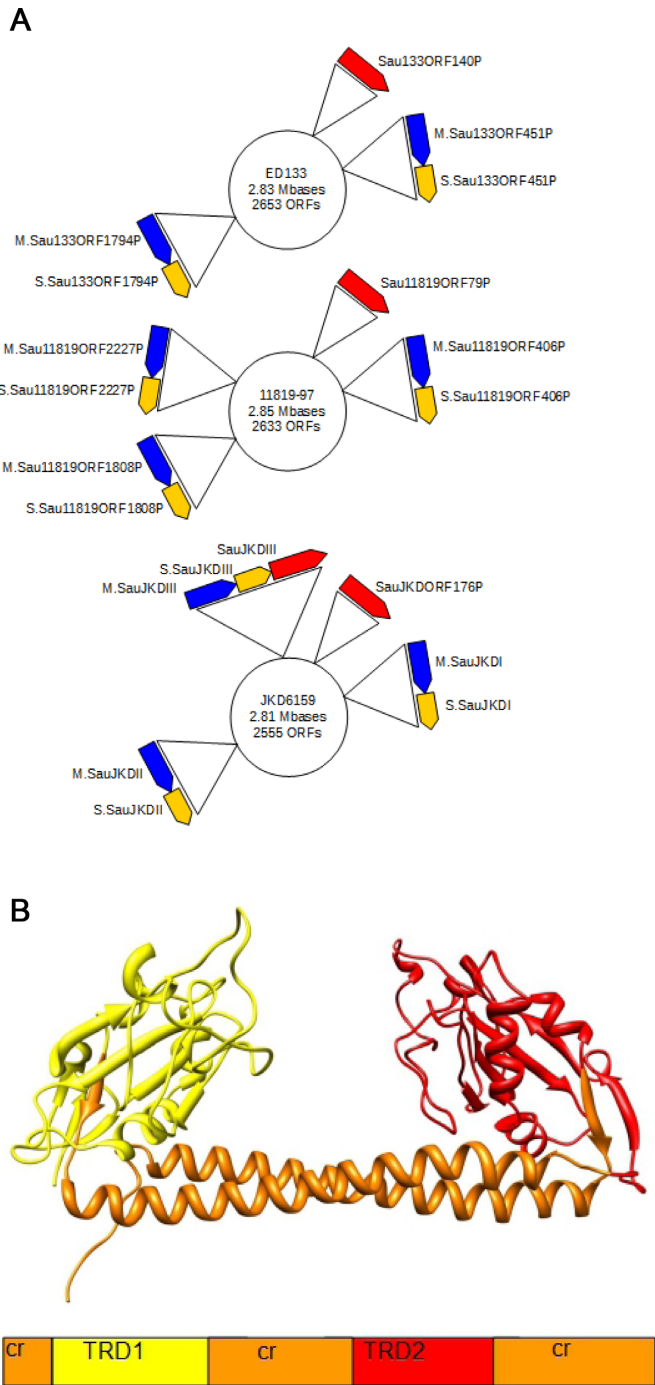 A
Sau133ORF140P
M.Sau133ORF451P
ED133
2.83 Mbases
2653 ORFs
S.Sau133ORF451P
M.Sau133ORF1794P
S.Sau133ORF1794P
Sau11819ORF79P
M.Sau11819ORF2227P
M.Sau11819ORF406P
S.Sau11819ORF2227P
11819-97
2.85 Mbases
2633 ORFs
S.Sau11819ORF406P
M.Sau11819ORF1808P
S.Sau11819ORF1808P
SauJKDIII
S.SauJKDIII
M.SauJKDIII
SauJKDORF176P
M.SauJKDI
JKD6159
2.81 Mbases
2555 ORFs
S.SauJKDI
M.SauJKDII
S.SauJKDII
B
cr TRD1 cr TRD2 cr